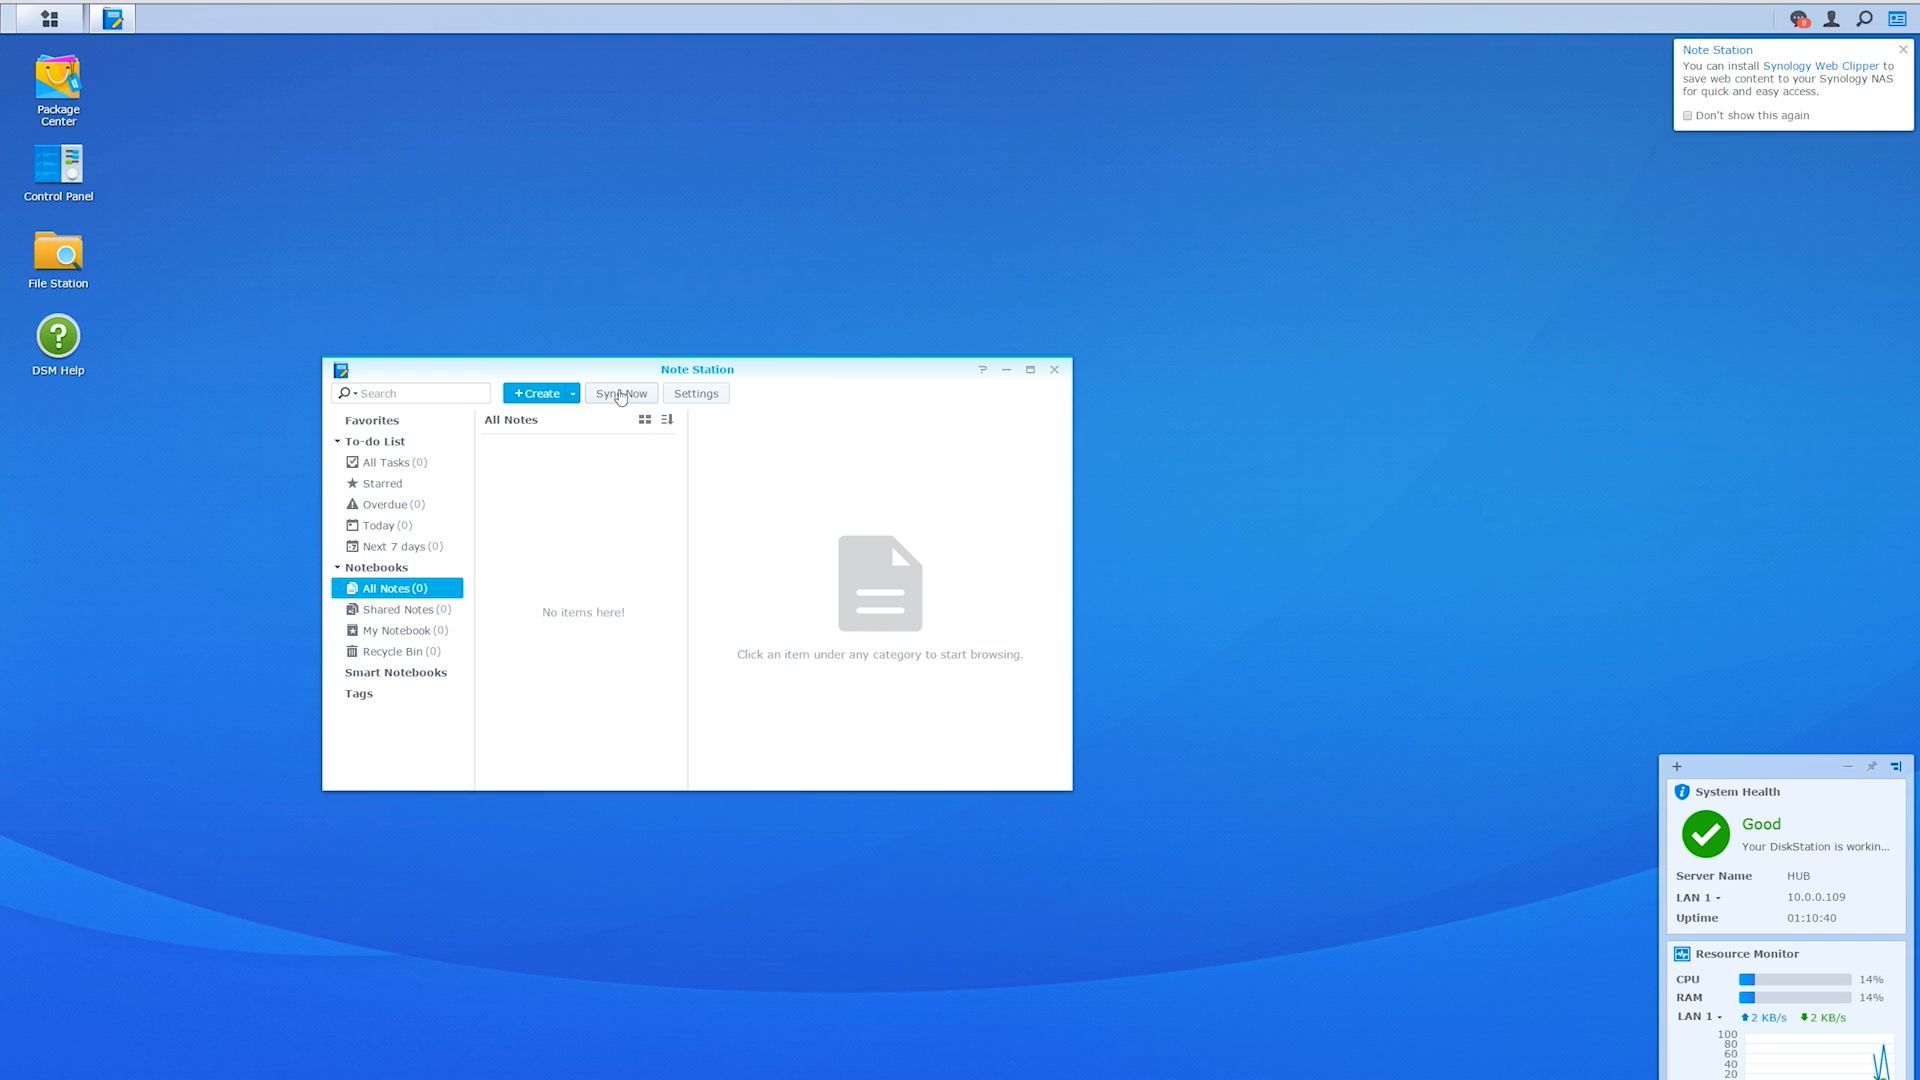 8
Package
Center
Control Panel
File Station
DSM Help
Note Station
You can install Synology Web Clipper to
save web content to your Synology NAS
for quick and easy access.
Don't show this again
Note Station
Search
+ Create
Settings
Favorites
To-do List
All Tasks (0)
Starred
Overdue (0)
Today (0)
Next 7 days (0)
Notebooks
All Notes (0)
Shared Notes (0)
My Notebook (0)
Recycle Bin (0)
Smart Notebooks
Tags
All Notes
No items here!
Click an item under any category to start browsing.
System Health
Good
Your DiskStation is workin...
Server Name HUB
LAN 1 10.0.0.109
Uptime 01:10:40
Resource Monitor
CPU 14%
RAM 14%
LAN 1 2 KB/s 2 KB/s
100
80
60
40
20